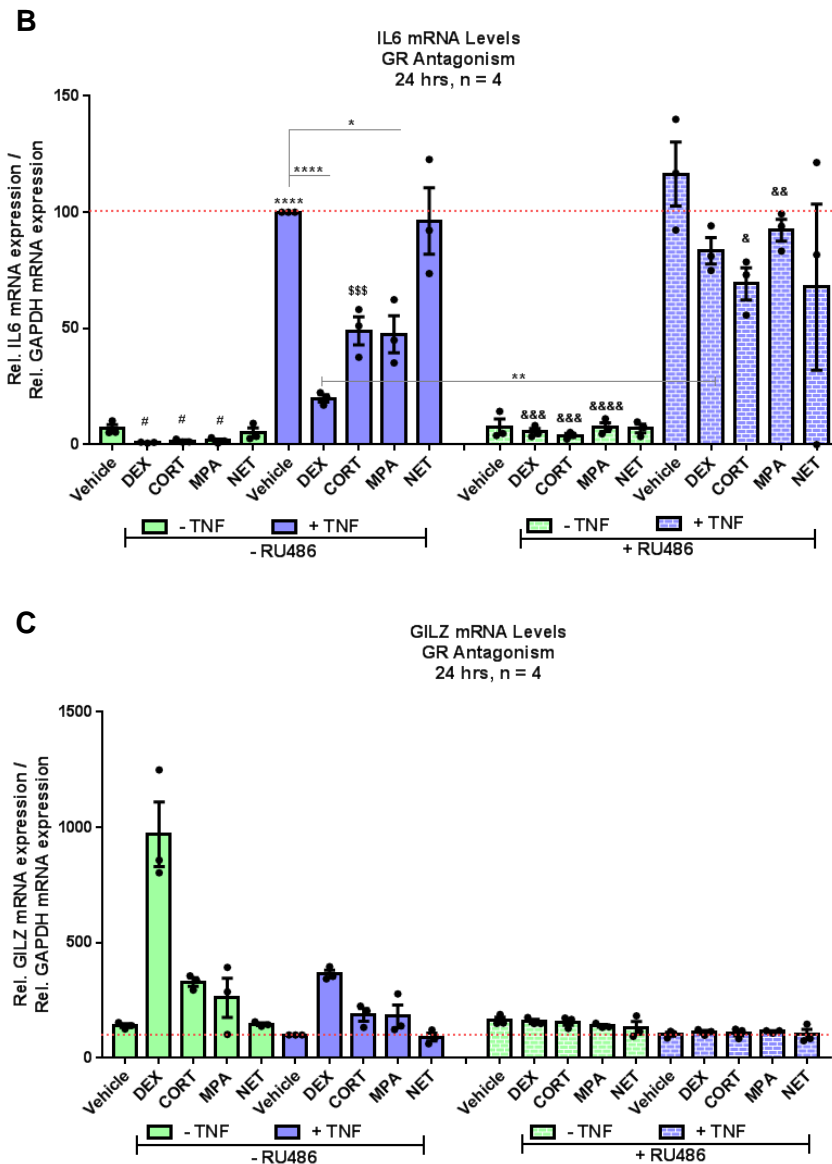 B
IL6 mRNA Levels
GR Antagonism
24 hrs, n = 4
Rel. IL6 mRNA expression /
Rel. GAPDH mRNA expression
150
100
50
0
*
****
****
$$$
**
# # #
&&& &&& &&&&
& &&
Vehicle DEX CORT MPA NET Vehicle DEX CORT MPA NET Vehicle DEX CORT MPA NET Vehicle DEX CORT MPA NET
- TNF + TNF - TNF + TNF
- RU486 + RU486
C
GILZ mRNA Levels
GR Antagonism
24 hrs, n = 4
Rel. GILZ mRNA expression /
Rel. GAPDH mRNA expression
1500
1000
500
0
Vehicle DEX CORT MPA NET Vehicle DEX CORT MPA NET Vehicle DEX CORT MPA NET Vehicle DEX CORT MPA NET
- TNF + TNF - TNF + TNF
- RU486 + RU486